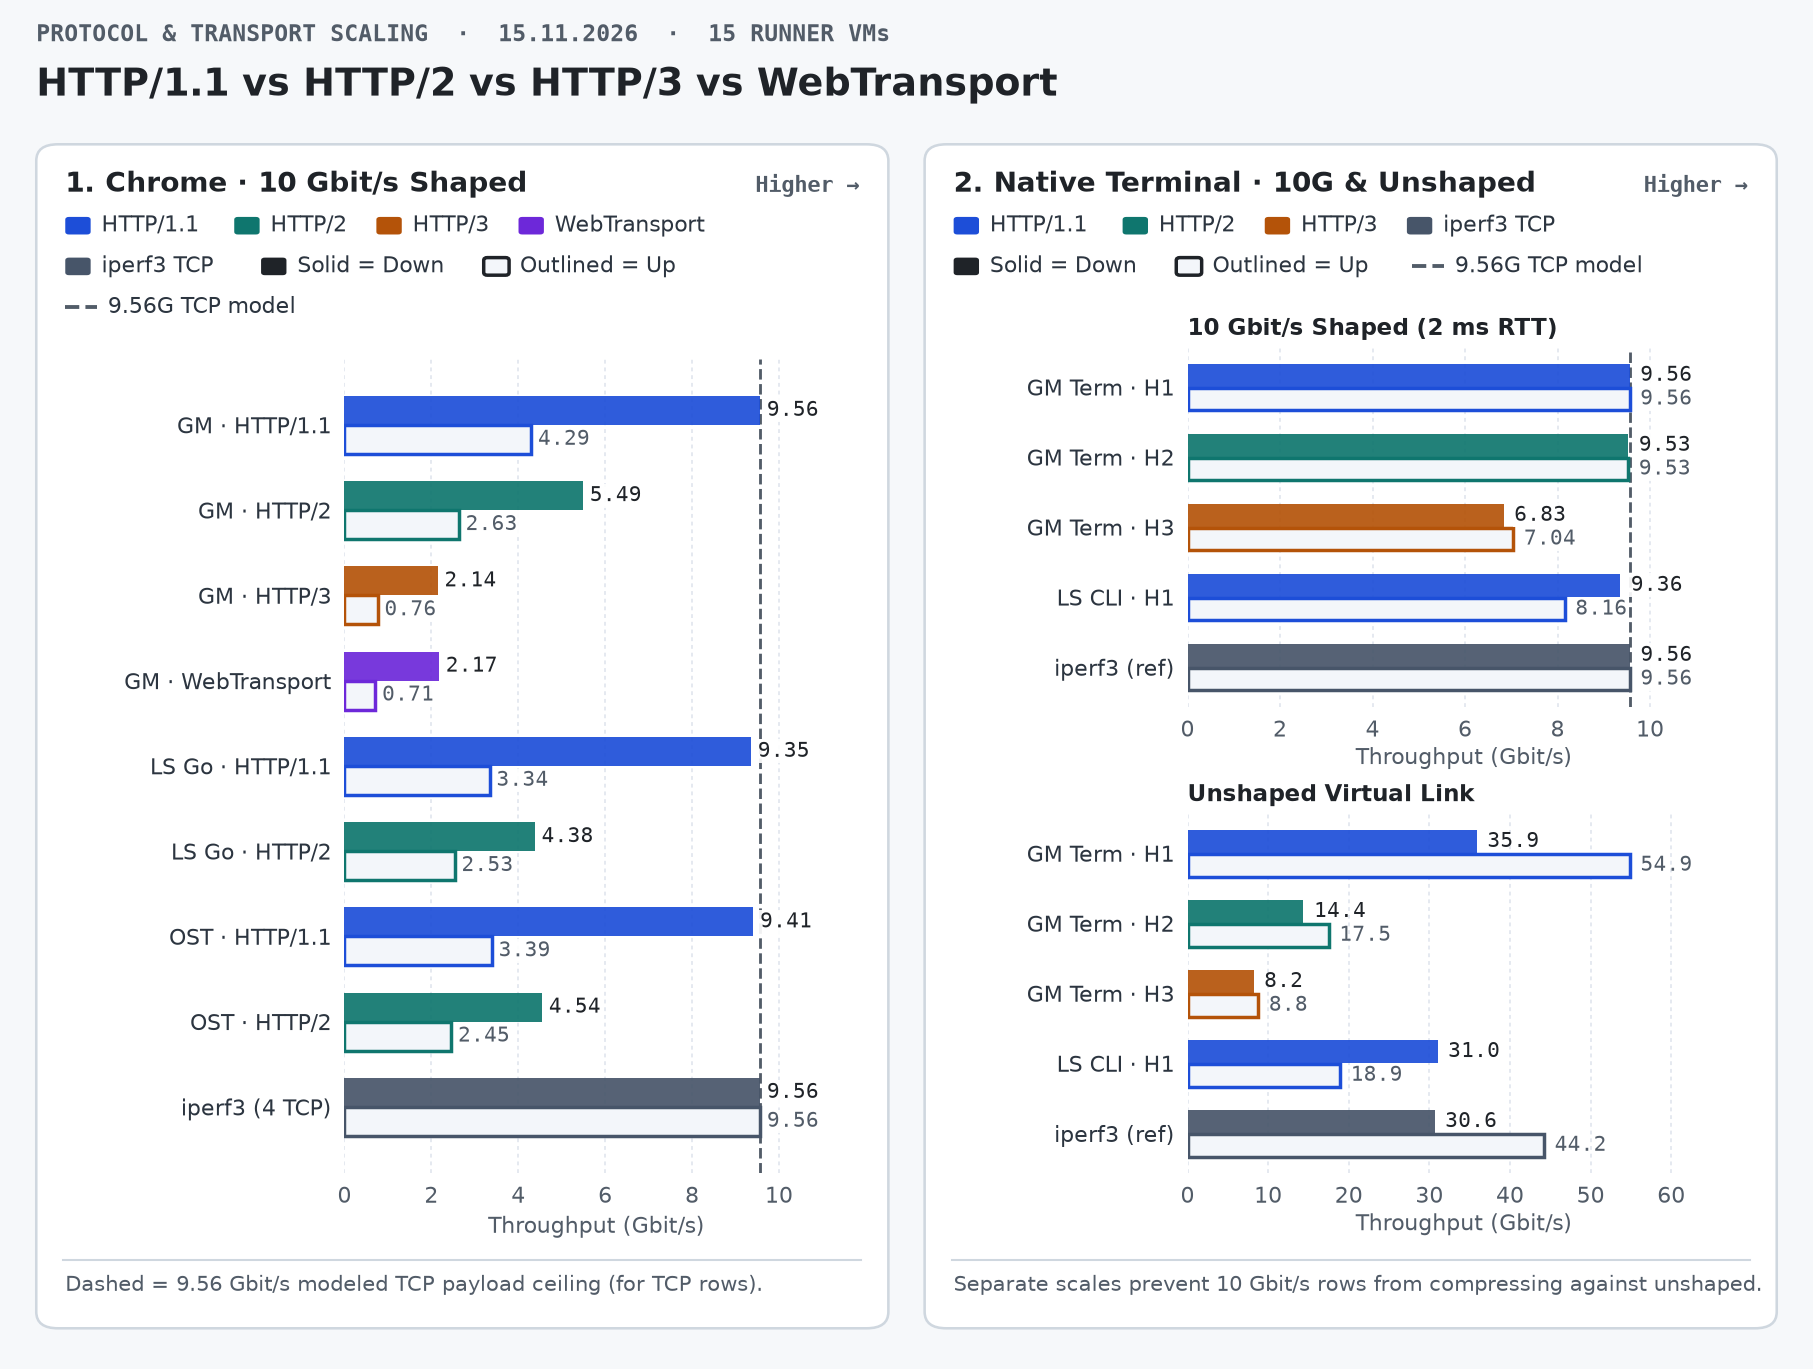 PROTOCOL & TRANSPORT SCALING · 15.11.2026 · 15 RUNNER VMs
HTTP/1.1 vs HTTP/2 vs HTTP/3 vs WebTransport
1. Chrome · 10 Gbit/s Shaped
Higher →
HTTP/1.1 HTTP/2 HTTP/3 WebTransport
iperf3 TCP Solid = Down Outlined = Up
9.56G TCP model
GM · HTTP/1.1
9.56
4.29
GM · HTTP/2
5.49
2.63
GM · HTTP/3
2.14
0.76
GM · WebTransport
2.17
0.71
LS Go · HTTP/1.1
9.35
3.34
LS Go · HTTP/2
4.38
2.53
OST · HTTP/1.1
9.41
3.39
OST · HTTP/2
4.54
2.45
iperf3 (4 TCP)
9.56
9.56
0 2 4 6 8 10
Throughput (Gbit/s)
Dashed = 9.56 Gbit/s modeled TCP payload ceiling (for TCP rows).
2. Native Terminal · 10G & Unshaped
Higher →
HTTP/1.1 HTTP/2 HTTP/3 iperf3 TCP
Solid = Down Outlined = Up 9.56G TCP model
10 Gbit/s Shaped (2 ms RTT)
GM Term · H1
9.56
9.56
GM Term · H2
9.53
9.53
GM Term · H3
6.83
7.04
LS CLI · H1
9.36
8.16
iperf3 (ref)
9.56
9.56
0 2 4 6 8 10
Throughput (Gbit/s)
Unshaped Virtual Link
GM Term · H1
35.9
54.9
GM Term · H2
14.4
17.5
GM Term · H3
8.2
8.8
LS CLI · H1
31.0
18.9
iperf3 (ref)
30.6
44.2
0 10 20 30 40 50 60
Throughput (Gbit/s)
Separate scales prevent 10 Gbit/s rows from compressing against unshaped.